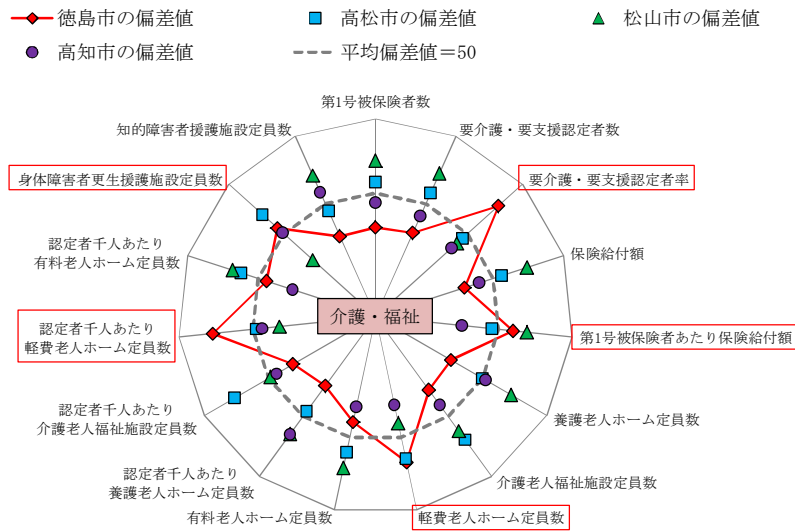 徳島市の偏差値
高松市の偏差値
松山市の偏差値
高知市の偏差値
平均偏差値＝50
第1号被保険者数
要介護・要支援認定者数
要介護・要支援認定者率
保険給付額
第1号被保険者あたり保険給付額
養護老人ホーム定員数
介護老人福祉施設定員数
軽費老人ホーム定員数
有料老人ホーム定員数
認定者千人あたり
養護老人ホーム定員数
認定者千人あたり
介護老人福祉施設定員数
認定者千人あたり
軽費老人ホーム定員数
認定者千人あたり
有料老人ホーム定員数
身体障害者更生援護施設定員数
知的障害者援護施設定員数
介護・福祉